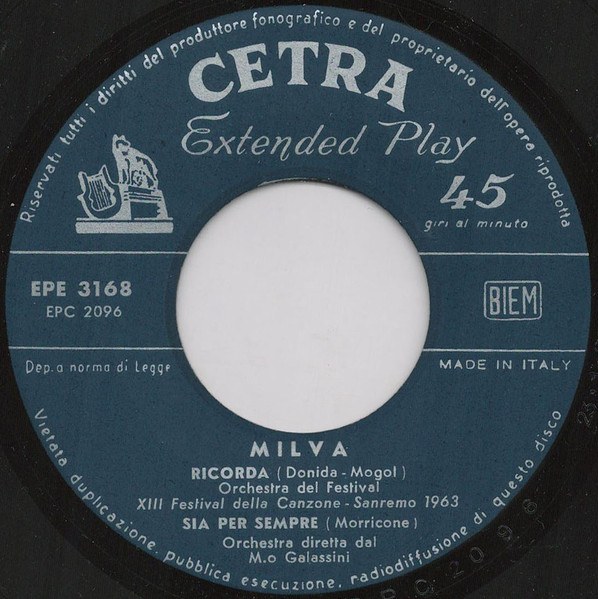 Riservati tutti i diritti del produttore fonografico e del proprietario dell'opera riprodotta
CETRA
Extended Play
45
giri al minuto
EPE 3168
EPC 2096
BIEM
Dep. a norma di Legge
MADE IN ITALY
MILVA
RICORDA (Donida - Mogol)
Orchestra del Festival
XIII Festival della Canzone - Sanremo 1963
SIA PER SEMPRE (Morricone)
Orchestra diretta dal
M.o Galassini
Vietata duplicazione, pubblica esecuzione, radiodiffusione di questo disco